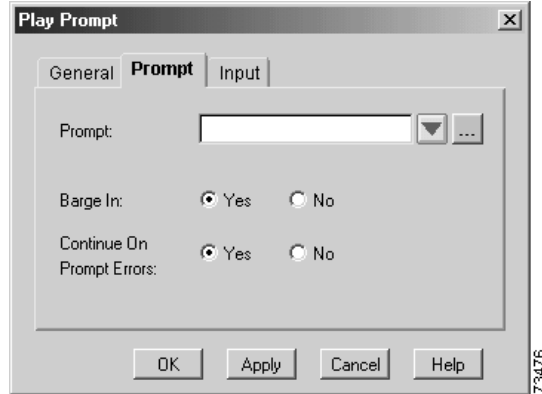 Play Prompt
General Prompt Input
Prompt:
...
Barge In: Yes No
Continue On
Prompt Errors: Yes No
OK Apply Cancel Help
73476